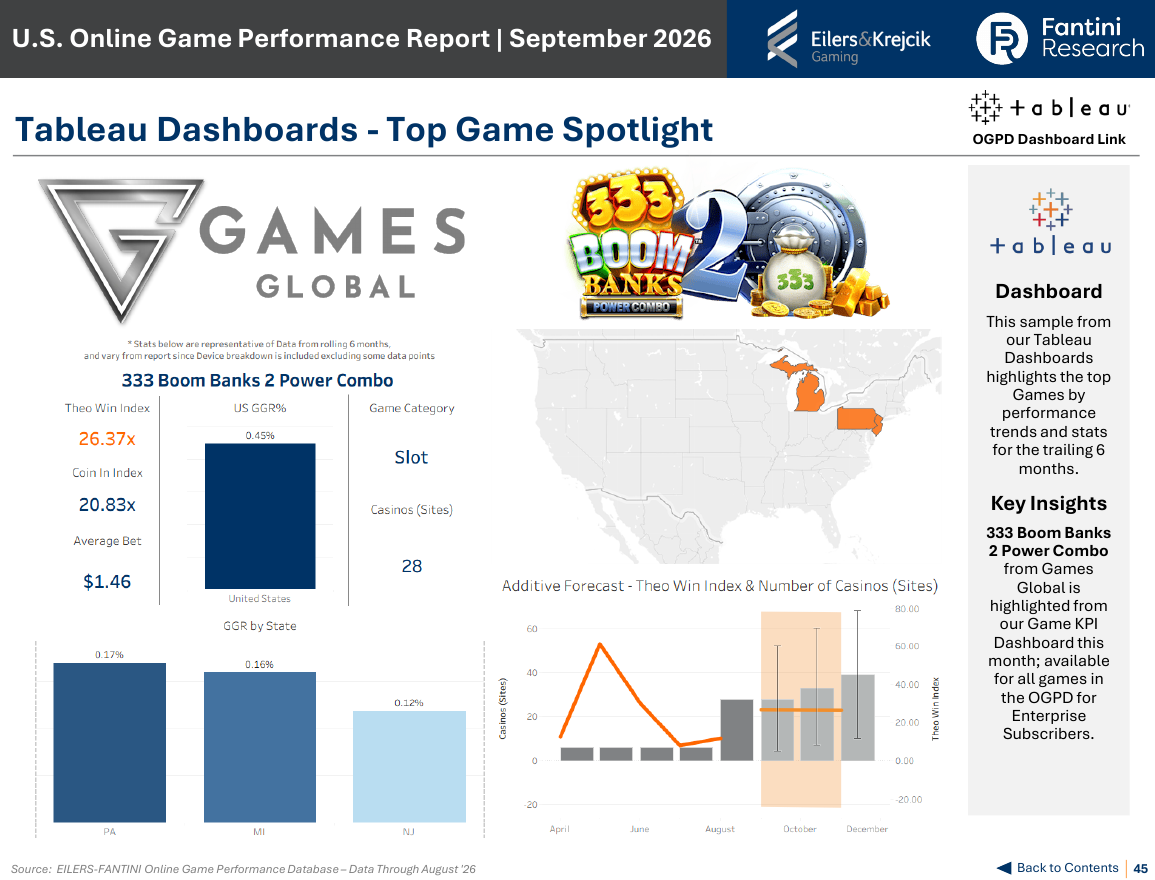 U.S. Online Game Performance Report | September 2026
Eilers&Krejcik
Gaming
Fantini
Research
Tableau Dashboards - Top Game Spotlight
+ a b | e a u
OGPD Dashboard Link
GAMES
GLOBAL
333
BOOM
BANKS
POWER COMBO
2
333
* Stats below are representative of Data from rolling 6 months,
and vary from report since Device breakdown is included excluding some data points
333 Boom Banks 2 Power Combo
Theo Win Index
26.37x
Coin In Index
20.83x
Average Bet
$1.46
US GGR%
0.45%
United States
Game Category
Slot
Casinos (Sites)
28
GGR by State
0.17%
0.16%
0.12%
PA
MI
NJ
Additive Forecast - Theo Win Index & Number of Casinos (Sites)
Casinos (Sites)
60
40
20
0
-20
80.00
60.00
40.00
20.00
0.00
-20.00
Theo Win Index
April
June
August
October
December
+ a b | e a u
Dashboard
This sample from
our Tableau
Dashboards
highlights the top
Games by
performance
trends and stats
for the trailing 6
months.
Key Insights
333 Boom Banks
2 Power Combo
from Games
Global is
highlighted from
our Game KPI
Dashboard this
month; available
for all games in
the OGPD for
Enterprise
Subscribers.
Source: EILERS-FANTINI Online Game Performance Database – Data Through August '26
Back to Contents
45